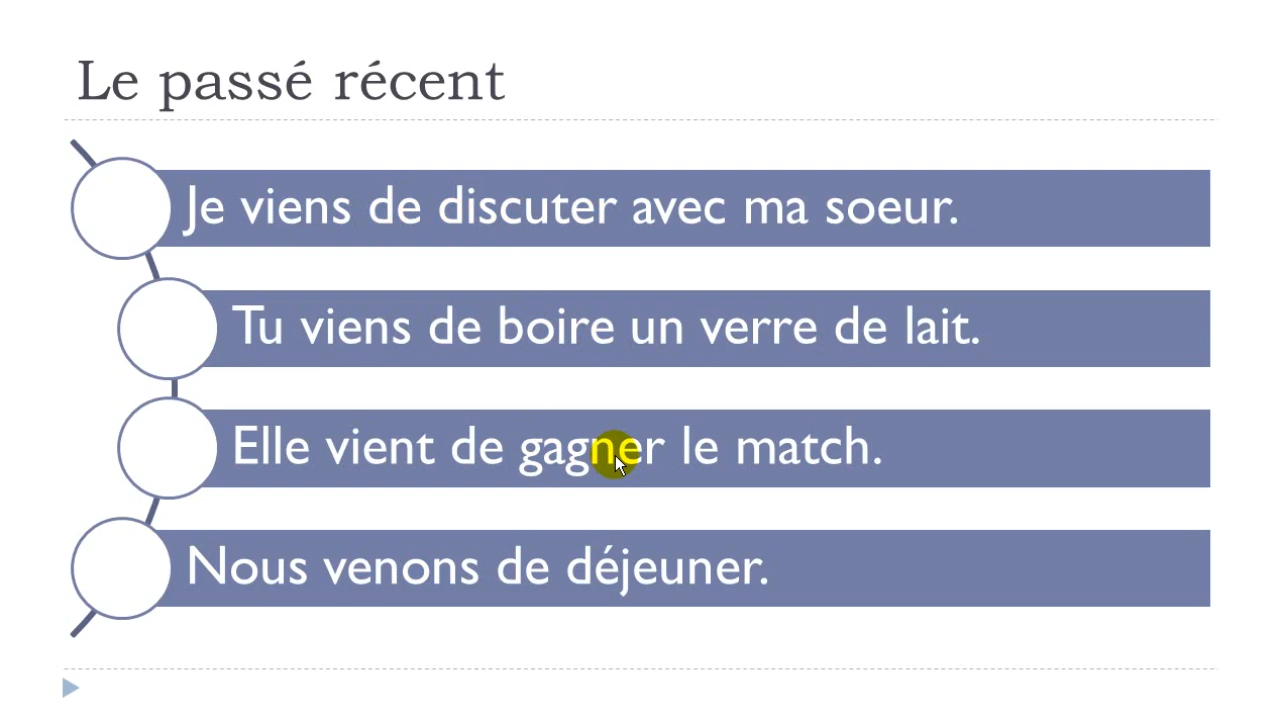 Le passé récent
Je viens de discuter avec ma soeur.
Tu viens de boire un verre de lait.
Elle vient de gagner le match.
Nous venons de déjeuner.